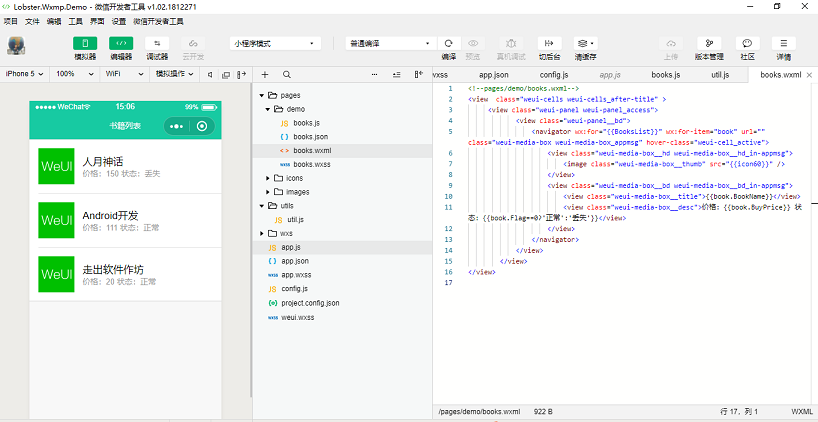 Lobster.Wxmp.Demo - 微信开发者工具 v1.02.1812271
项目 文件 编辑 工具 界面 设置 微信开发者工具
模拟器 编辑器 调试器 云开发
小程序模式
普通编译
编译 预览 真机调试 切后台 清缓存
上传 版本管理 社区 详情
iPhone 5 100% WiFi 模拟操作
WeChat 15:06 99%
书籍列表
WeUI 人月神话
价格：150 状态：丢失
WeUI Android开发
价格：111 状态：正常
WeUI 走出软件作坊
价格：20 状态：正常
pages
demo
JS books.js
{ } books.json
< > books.wxml
wxss books.wxss
icons
images
utils
JS util.js
wxs
JS app.js
{ } app.json
wxss app.wxss
JS config.js
{o} project.config.json
wxss weui.wxss
wxss app.json config.js app.js books.js util.js books.wxml
1 <!--pages/demo/books.wxml-->
2 <view class="weui-cells weui-cells_after-title" >
3 <view class="weui-panel weui-panel_access">
4 <view class="weui-panel__bd">
5 <navigator wx:for="{{BooksList}}" wx:for-item="book" url=""
class="weui-media-box weui-media-box_appmsg" hover-class="weui-cell_active">
6 <view class="weui-media-box__hd weui-media-box__hd_in-appmsg">
7 <image class="weui-media-box__thumb" src="{{icon60}}" />
8 </view>
9 <view class="weui-media-box__bd weui-media-box__bd_in-appmsg">
10 <view class="weui-media-box__title">{{book.BookName}}</view>
11 <view class="weui-media-box__desc">价格：{{book.BuyPrice}} 状
态：{{book.Flag==0?'正常':'丢失'}}</view>
12 </view>
13 </navigator>
14 </view>
15 </view>
16 </view>
17
/pages/demo/books.wxml 922 B 行 17，列 1 WXML